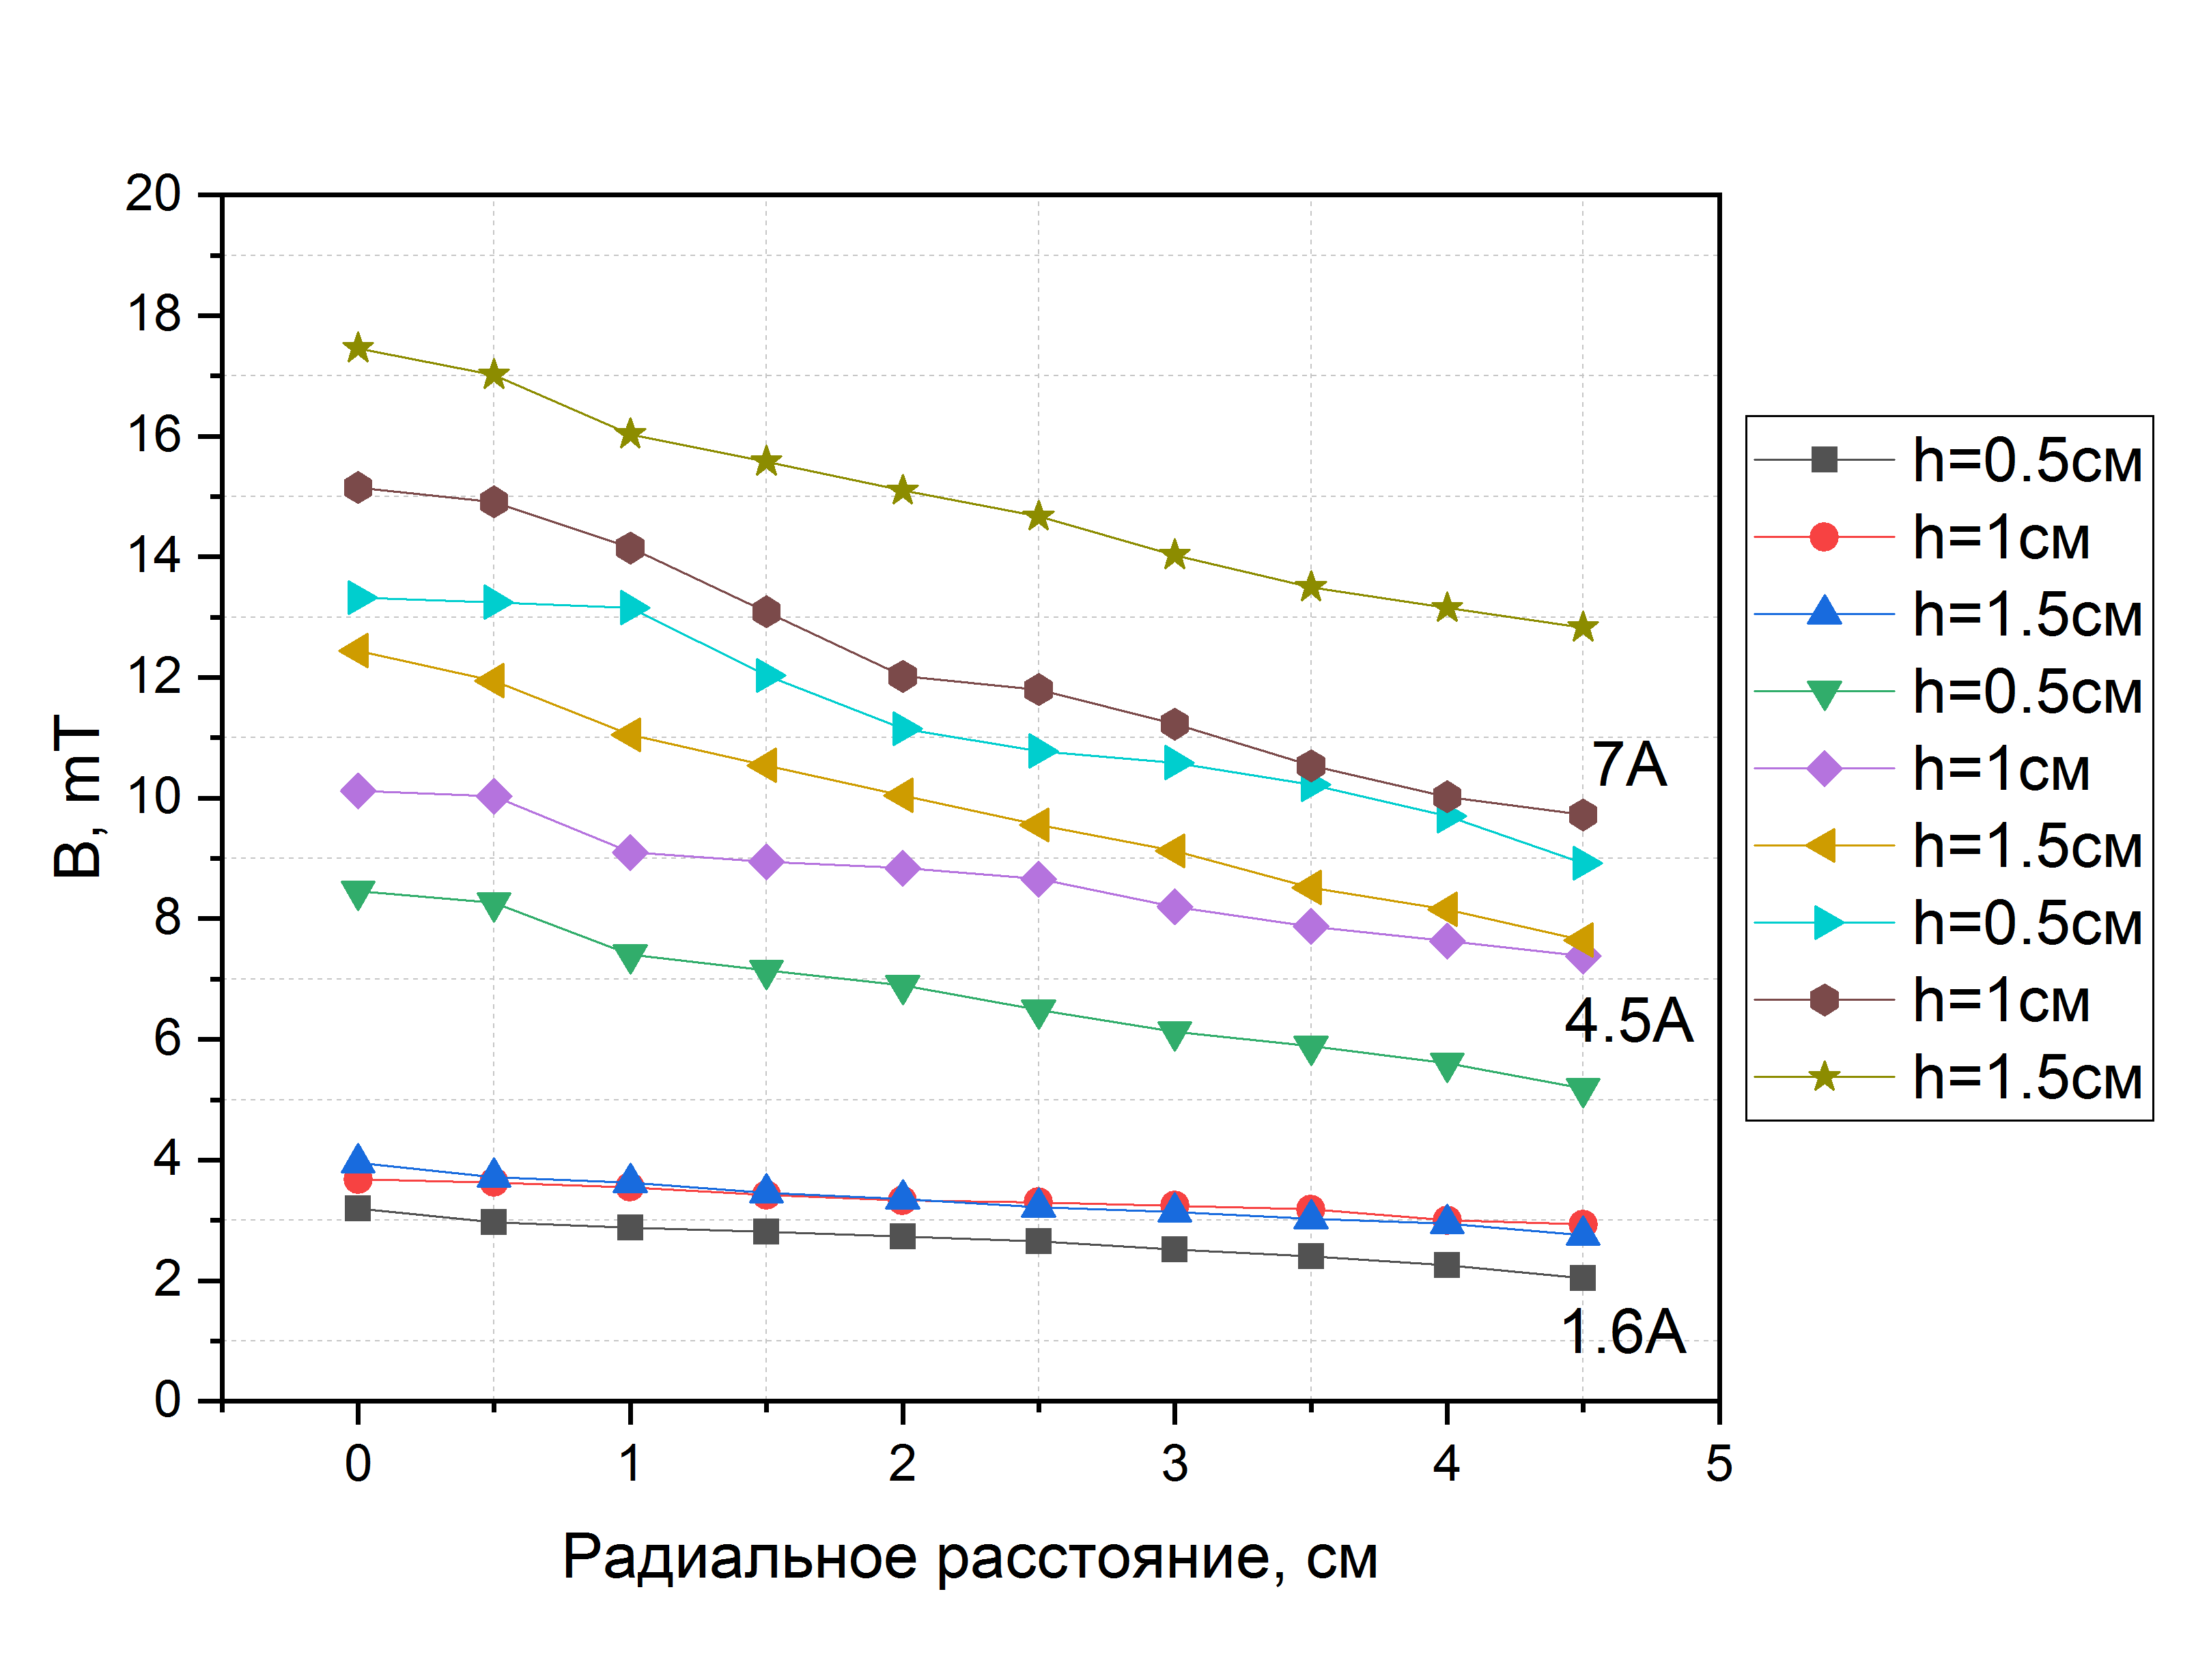 20
18
16
14
12
10
8
6
4
2
0
B, mT
0 1 2 3 4 5
Радиальное расстояние, см
7A
4.5A
1.6A
h=0.5см
h=1см
h=1.5см
h=0.5см
h=1см
h=1.5см
h=0.5см
h=1см
h=1.5см